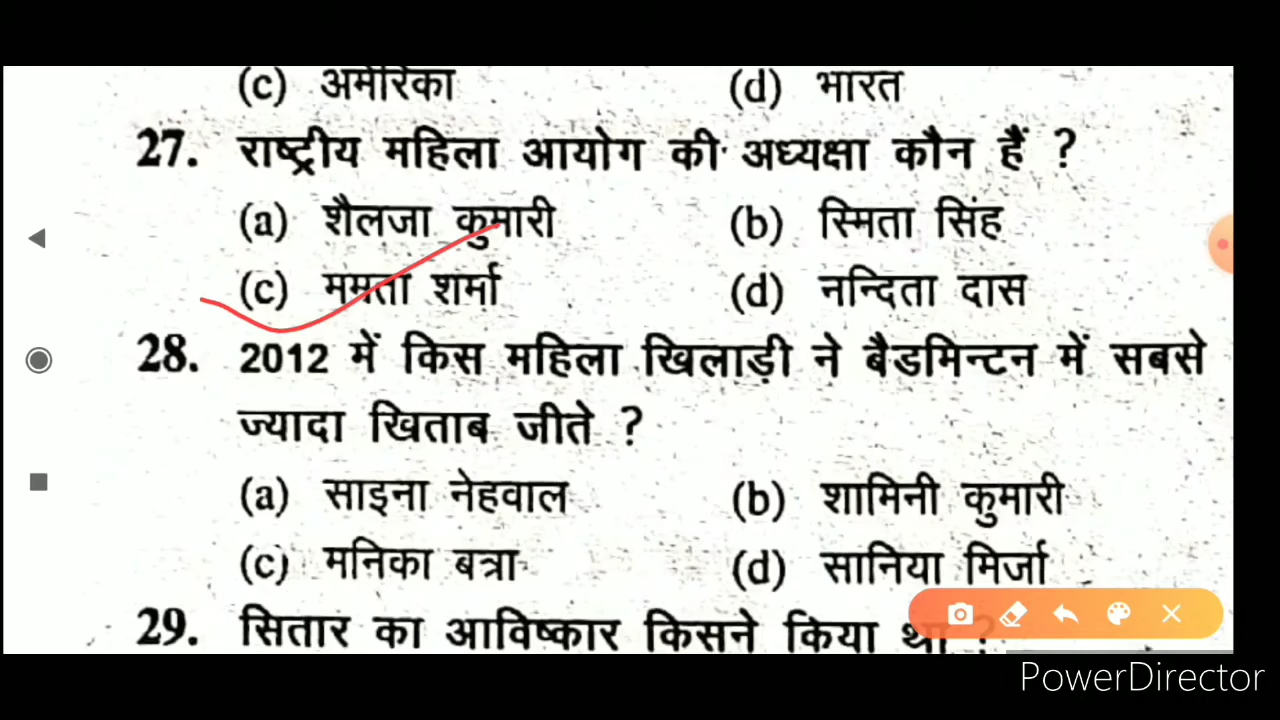 (c) अमेरिका (d) भारत
27. राष्ट्रीय महिला आयोग की अध्यक्षा कौन हैं ?
(a) शैलजा कुमारी (b) स्मिता सिंह
(c) ममता शर्मा (d) नन्दिता दास
28. 2012 में किस महिला खिलाड़ी ने बैडमिन्टन में सबसे
ज्यादा खिताब जीते ?
(a) साइना नेहवाल (b) शामिनी कुमारी
(c) मनिका बत्रा (d) सानिया मिर्जा
29. सितार का आविष्कार किसने किया था ?
PowerDirector